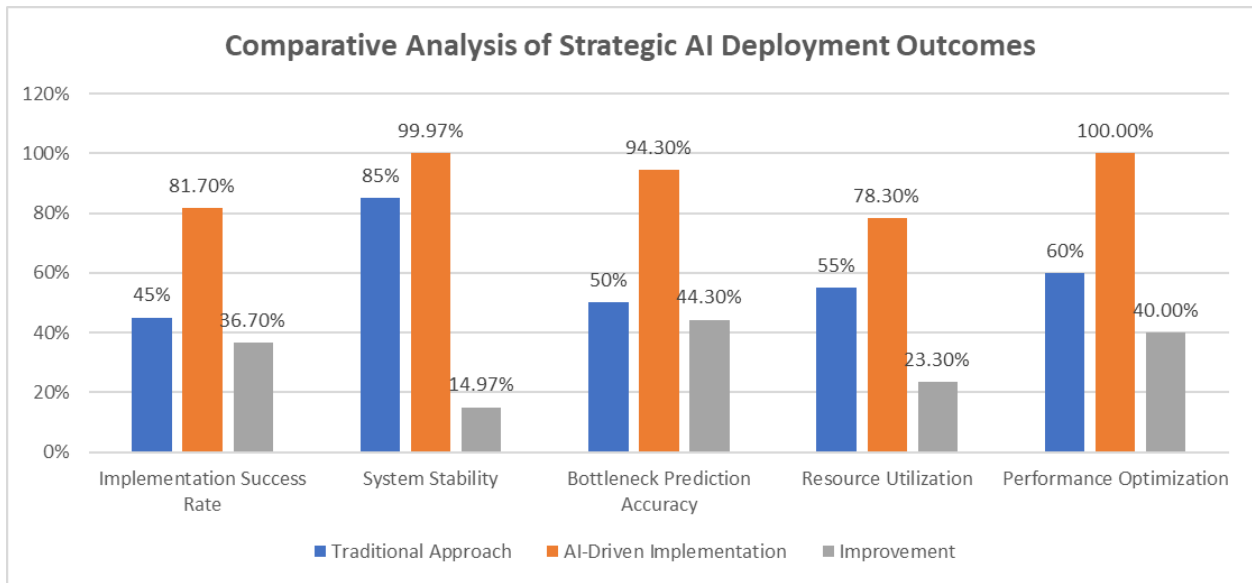 Comparative Analysis of Strategic AI Deployment Outcomes
120%
100%
80%
60%
40%
20%
0%
45%
81.70%
36.70%
85%
99.97%
14.97%
50%
94.30%
44.30%
55%
78.30%
23.30%
60%
100.00%
40.00%
Implementation Success
Rate
System Stability
Bottleneck Prediction
Accuracy
Resource Utilization
Performance Optimization
Traditional Approach
AI-Driven Implementation
Improvement